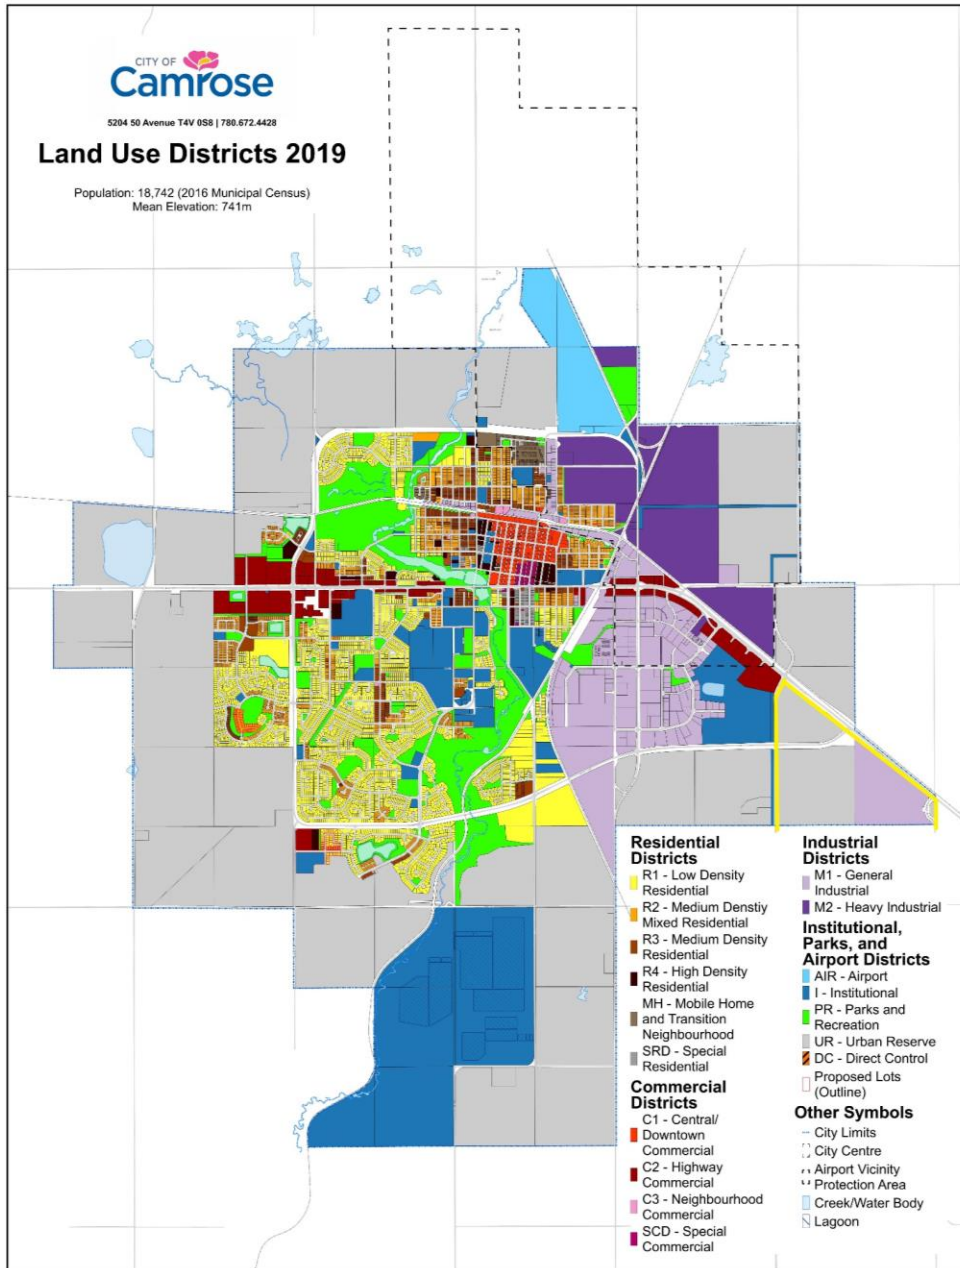 CITY OF
Camrose
5204 50 Avenue T4V 0S8 | 780.672.4428
Land Use Districts 2019
Population: 18,742 (2016 Municipal Census)
Mean Elevation: 741m
Residential
Districts
R1 - Low Density
Residential
R2 - Medium Denstiy
Mixed Residential
R3 - Medium Density
Residential
R4 - High Density
Residential
MH - Mobile Home
and Transition
Neighbourhood
SRD - Special
Residential
Commercial
Districts
C1 - Central/
Downtown
Commercial
C2 - Highway
Commercial
C3 - Neighbourhood
Commercial
SCD - Special
Commercial
Industrial
Districts
M1 - General
Industrial
M2 - Heavy Industrial
Institutional,
Parks, and
Airport Districts
AIR - Airport
I - Institutional
PR - Parks and
Recreation
UR - Urban Reserve
DC - Direct Control
Proposed Lots
(Outline)
Other Symbols
City Limits
City Centre
Airport Vicinity
Protection Area
Creek/Water Body
Lagoon